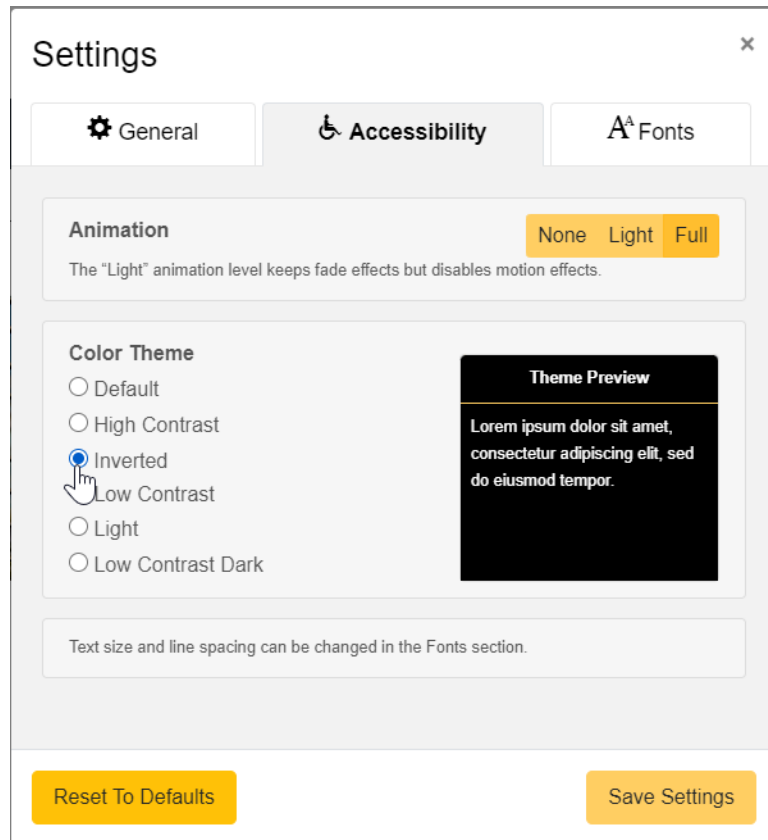 Settings
×
General
Accessibility
AA Fonts
Animation
None Light Full
The “Light” animation level keeps fade effects but disables motion effects.
Color Theme
Default
High Contrast
Inverted
Low Contrast
Light
Low Contrast Dark
Theme Preview
Lorem ipsum dolor sit amet,
consectetur adipiscing elit, sed
do eiusmod tempor.
Text size and line spacing can be changed in the Fonts section.
Reset To Defaults
Save Settings